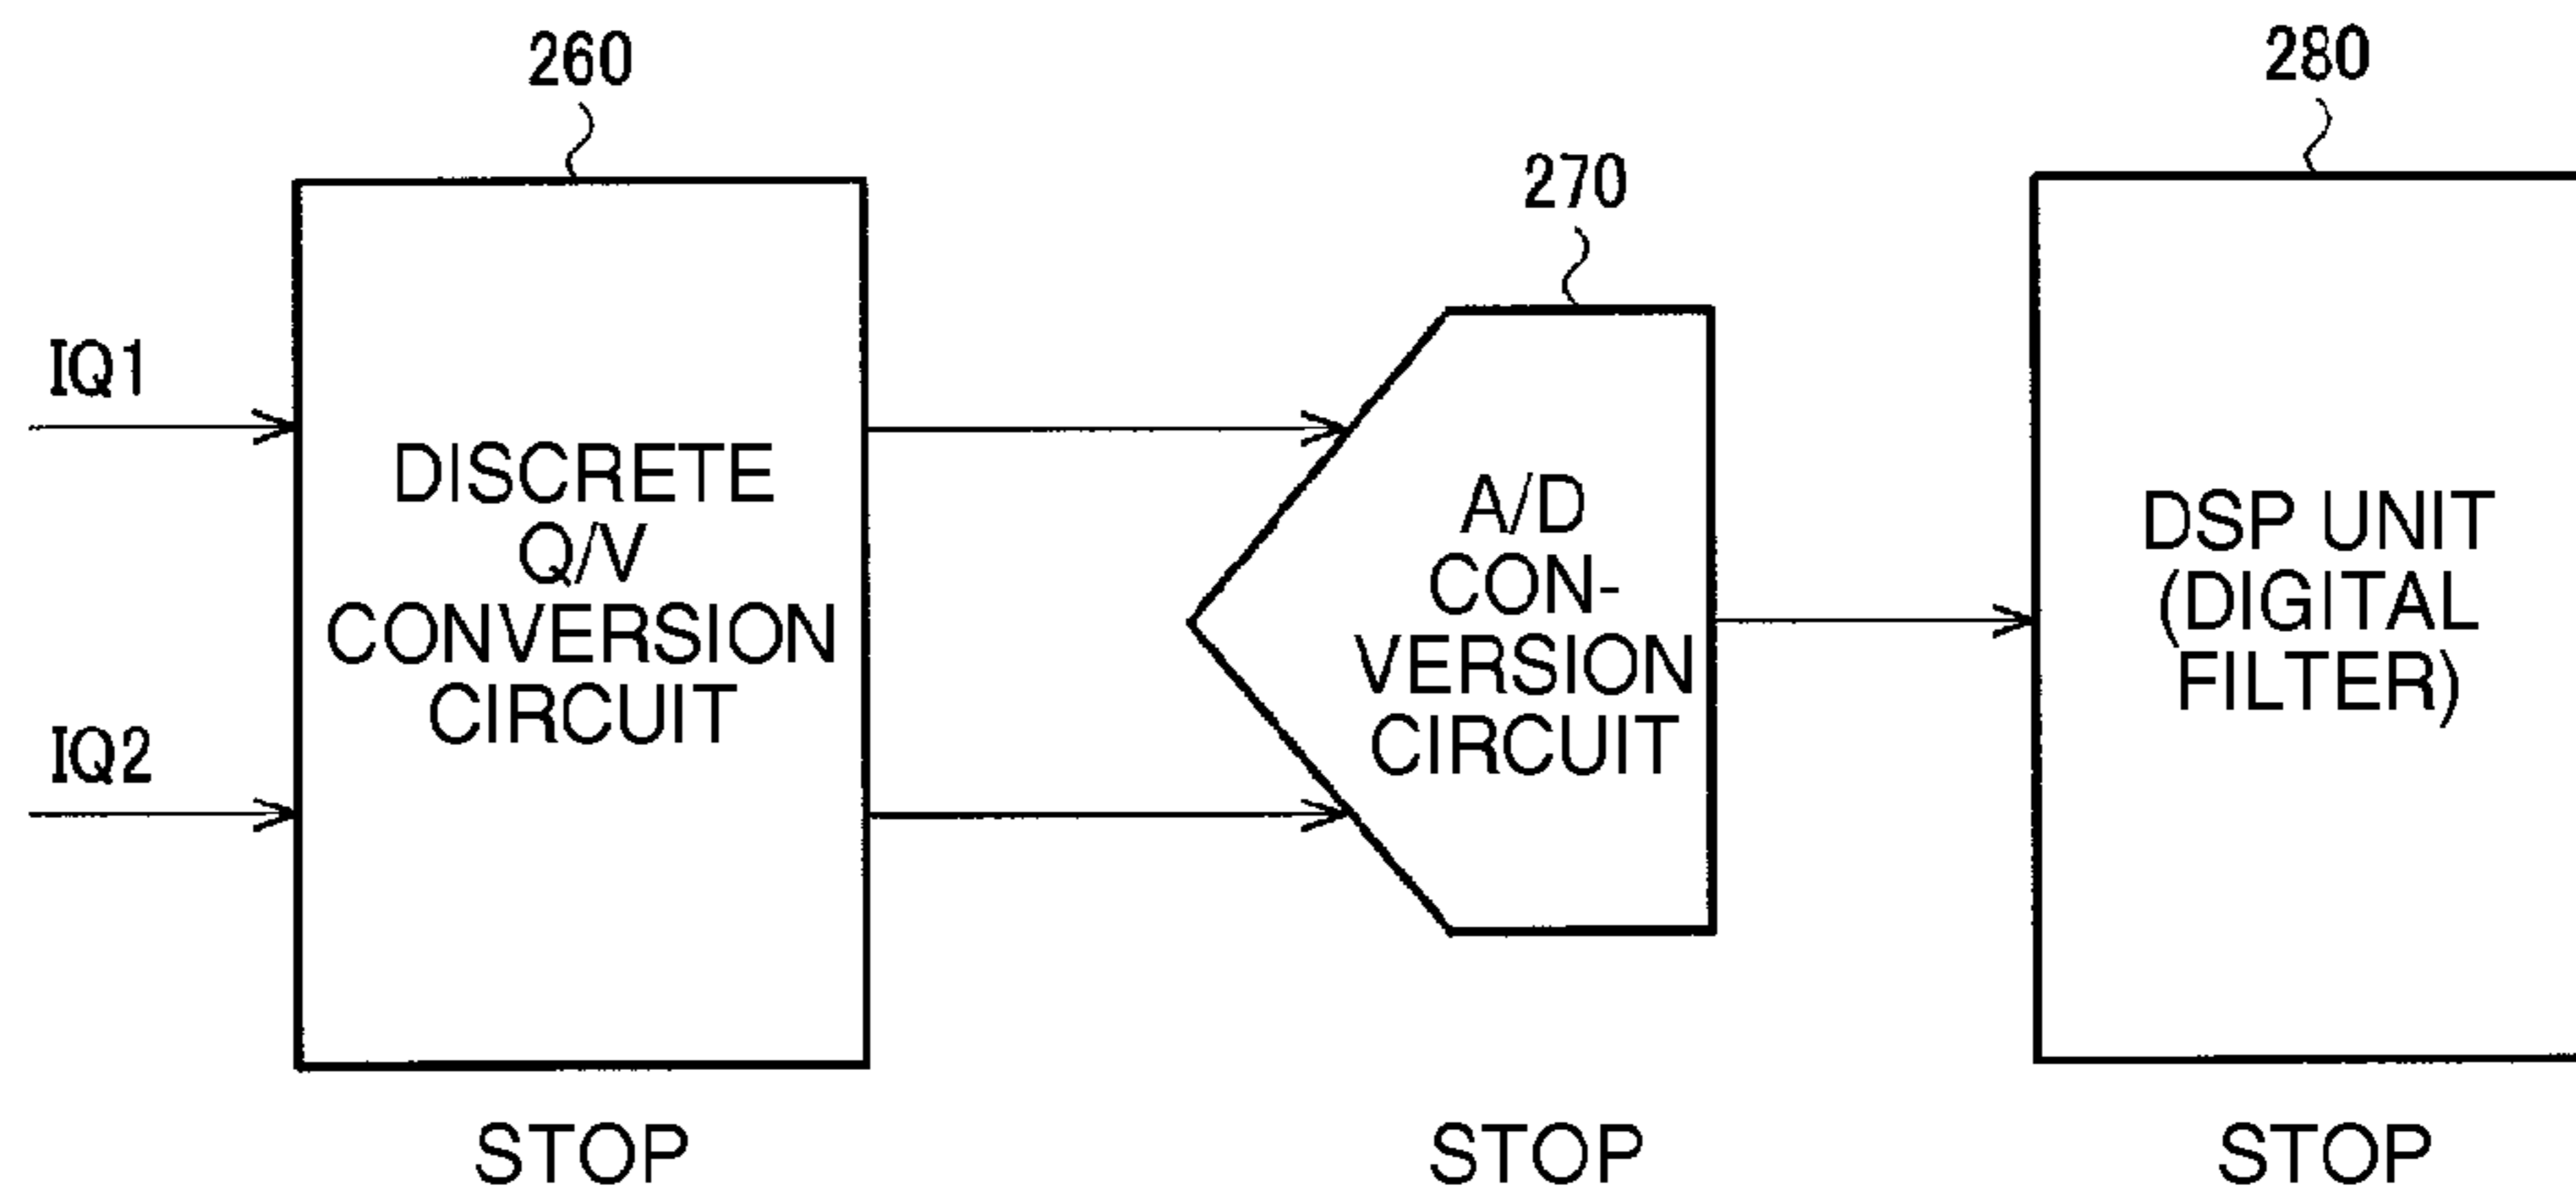 260
280
270
IQ1
IQ2
DISCRETE
Q/V
CONVERSION
CIRCUIT
A/D
CON-
VERSION
CIRCUIT
DSP UNIT
(DIGITAL
FILTER)
STOP
STOP
STOP